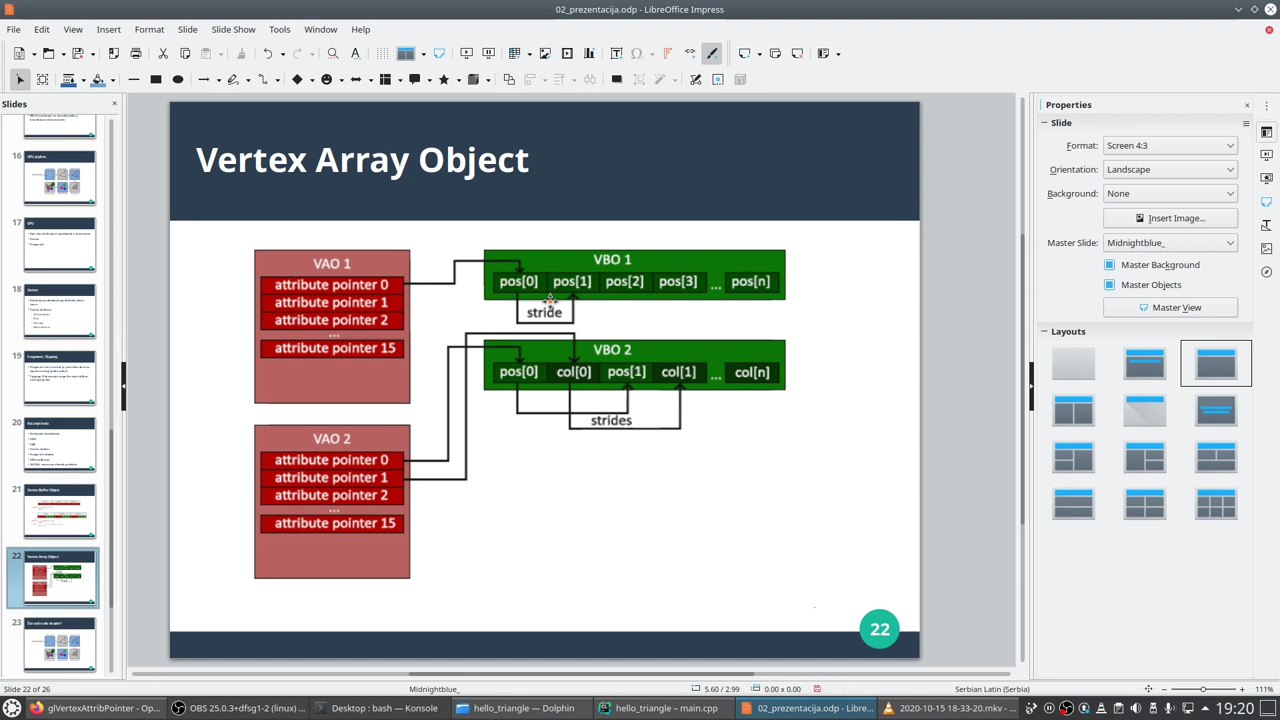 02_prezentacija.odp - LibreOffice Impress
File Edit View Insert Format Slide Slide Show Tools Window Help
Slides
Properties
Slide
Format: Screen 4:3
Orientation: Landscape
Background: None
Insert Image...
Master Slide: Midnightblue_
Master Background
Master Objects
Master View
Layouts
16
17
18
19
20
21
22
23
Vertex
Vertex Buffer Object
Vertex Array Object
Vertex Array Object
VAO 1
attribute pointer 0
attribute pointer 1
attribute pointer 2
...
attribute pointer 15
VBO 1
pos[0] pos[1] pos[2] pos[3] ... pos[n]
stride
VBO 2
pos[0] col[0] pos[1] col[1] ... col[n]
strides
VAO 2
attribute pointer 0
attribute pointer 1
attribute pointer 2
...
attribute pointer 15
22
Slide 22 of 26
Midnightblue_
5.60 / 2.99
0.00 x 0.00
Serbian Latin (Serbia)
111%
glVertexAttribPointer - Op...
OBS 25.0.3+dfsg1-2 (linux) ...
Desktop : bash — Konsole
hello_triangle — Dolphin
hello_triangle – main.cpp
02_prezentacija.odp - Libre...
2020-10-15 18-33-20.mkv - ...
19:20